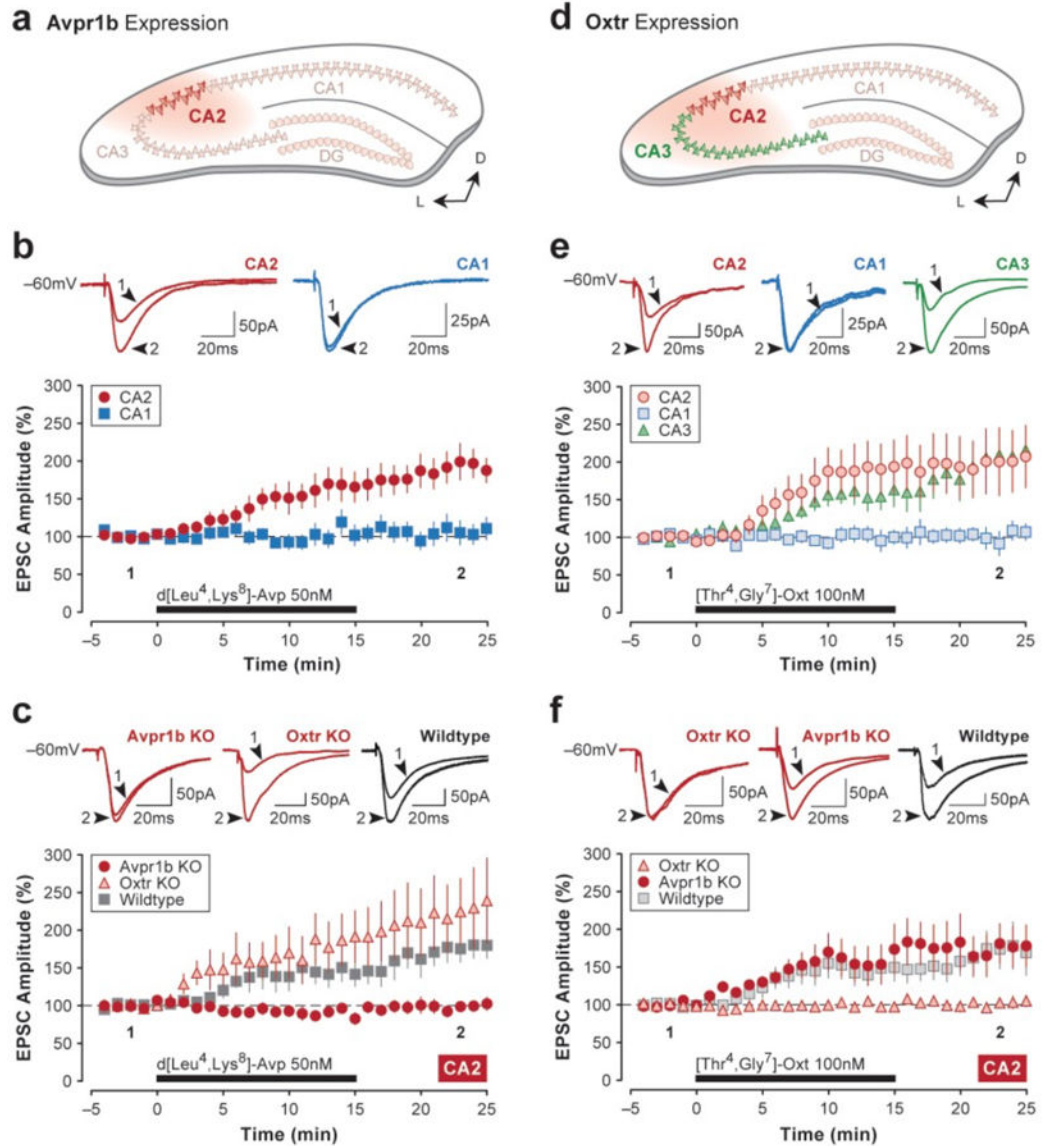 a Avpr1b Expression
CA1
CA2
CA3
DG
D
L
d Oxtr Expression
CA1
CA2
CA3
DG
D
L
b
CA2
CA1
–60mV
1
1
2
2
50pA
20ms
25pA
20ms
EPSC Amplitude (%)
300
250
200
150
100
50
0
CA2
CA1
1
2
d[Leu⁴,Lys⁸]-Avp 50nM
–5 0 5 10 15 20 25
Time (min)
e
CA2
CA1
CA3
–60mV
1
1
1
2
2
50pA
20ms
25pA
20ms
50pA
20ms
EPSC Amplitude (%)
300
250
200
150
100
50
0
CA2
CA1
CA3
1
2
[Thr⁴,Gly⁷]-Oxt 100nM
–5 0 5 10 15 20 25
Time (min)
c
Avpr1b KO
Oxtr KO
Wildtype
–60mV
1
1
1
2
2
2
50pA
20ms
50pA
20ms
50pA
20ms
EPSC Amplitude (%)
300
250
200
150
100
50
0
Avpr1b KO
Oxtr KO
Wildtype
1
2
d[Leu⁴,Lys⁸]-Avp 50nM
CA2
–5 0 5 10 15 20 25
Time (min)
f
Oxtr KO
Avpr1b KO
Wildtype
–60mV
1
1
1
2
2
2
50pA
20ms
50pA
20ms
50pA
20ms
EPSC Amplitude (%)
300
250
200
150
100
50
0
Oxtr KO
Avpr1b KO
Wildtype
1
2
[Thr⁴,Gly⁷]-Oxt 100nM
CA2
–5 0 5 10 15 20 25
Time (min)